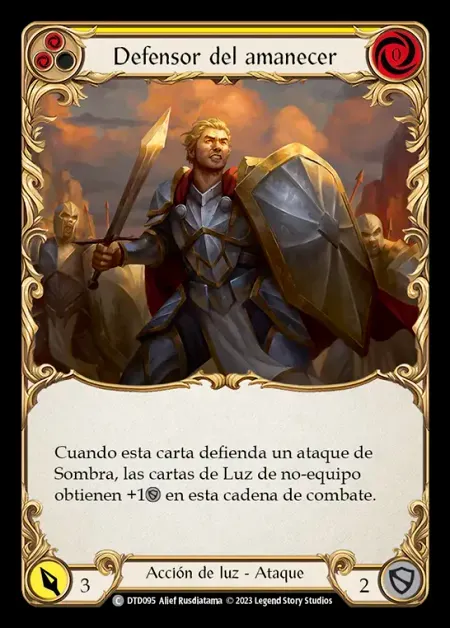 Defensor del amanecer
0
Cuando esta carta defienda un ataque de
Sombra, las cartas de Luz de no-equipo
obtienen +1 en esta cadena de combate.
3
Acción de luz - Ataque
2
C DTD095 Alief Rusdiatama © 2023 Legend Story Studios